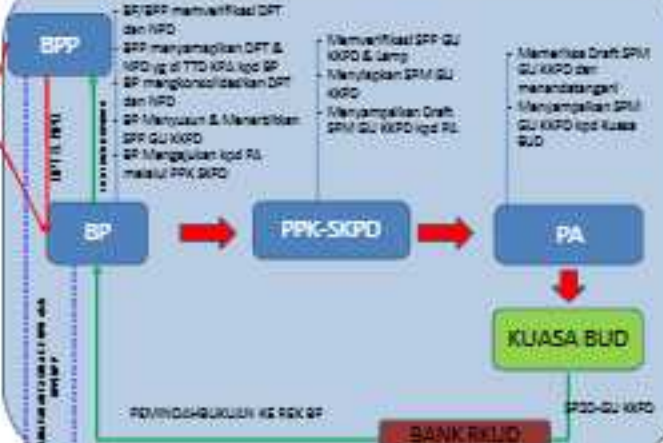 BPP
- BP/BPP memverifikasi DPT
dan NPD
- BPP menyampaikan DPT &
NPD yg di TTD KPA kpd BP
- BP mengkonsolidasikan DPT
dan NPD
- BP Menyusun & Menerbitkan
SPP GU KKPD
- BP Mengajukan kpd PA
melalui PPK SKPD
- Memverifikasi SPP GU
KKPD & Lamp
- Menyiapkan SPM GU
KKPD
- Menyampaikan Draft
SPM GU KKPD kpd PA
- Memeriksa Draft SPM
GU KKPD dan
menandatangani
- Menyampaikan SPM
GU KKPD kpd Kuasa
BUD
BP
PPK-SKPD
PA
KUASA BUD
SP2D-GU KKPD
PEMINDAHBUKUAN KE REK BP
BANK RKUD